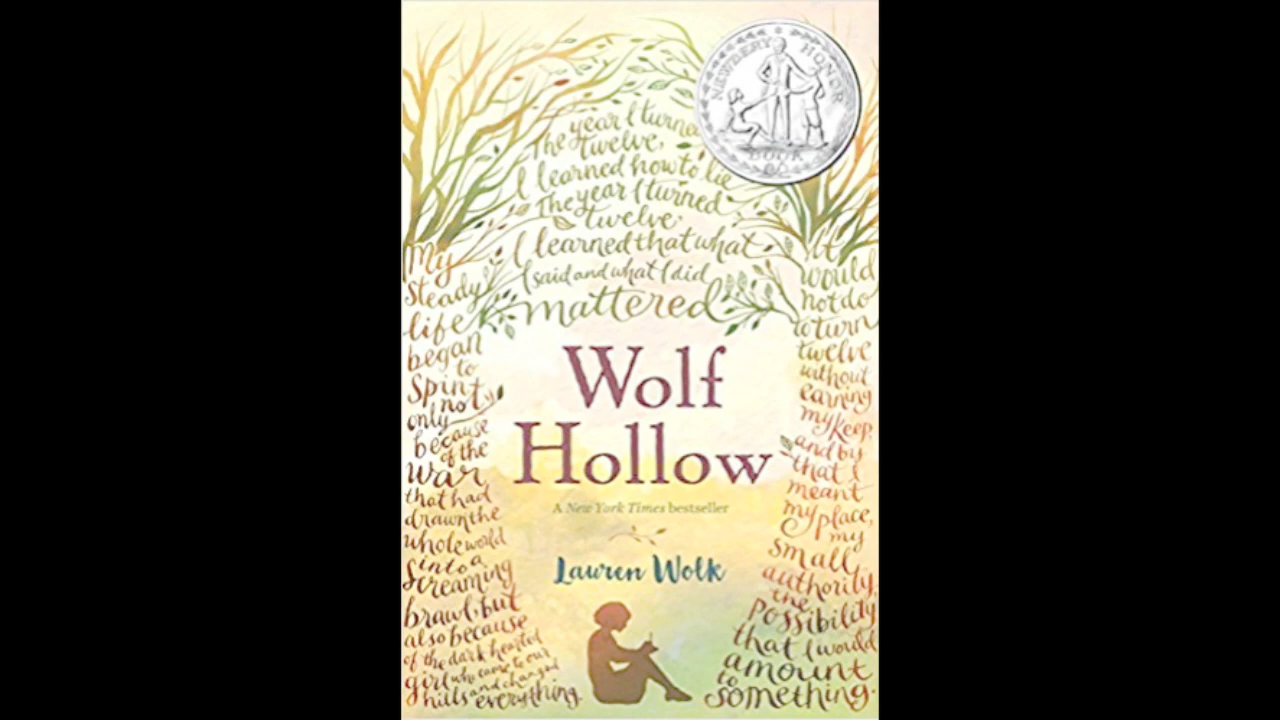 NEWBERY HONOR
BOOK
The year I turned
twelve,
I learned how to lie
The year I turned
twelve
I learned that what
I said and what I did
mattered
My
steady
life
began
to
spin
not
only
because
of the
war
that had
drawn the
whole world
into a
screaming
brawl, but
also because
of the dark hearted
girl who came to our
hills and changed
everything.
Wolf
Hollow
A New York Times bestseller
Lauren Wolk
It
would
not do
to turn
twelve
without
earning
my keep,
and by
that I
meant
my place,
my
small
authority,
the
possibility
that I would
amount
to
something.